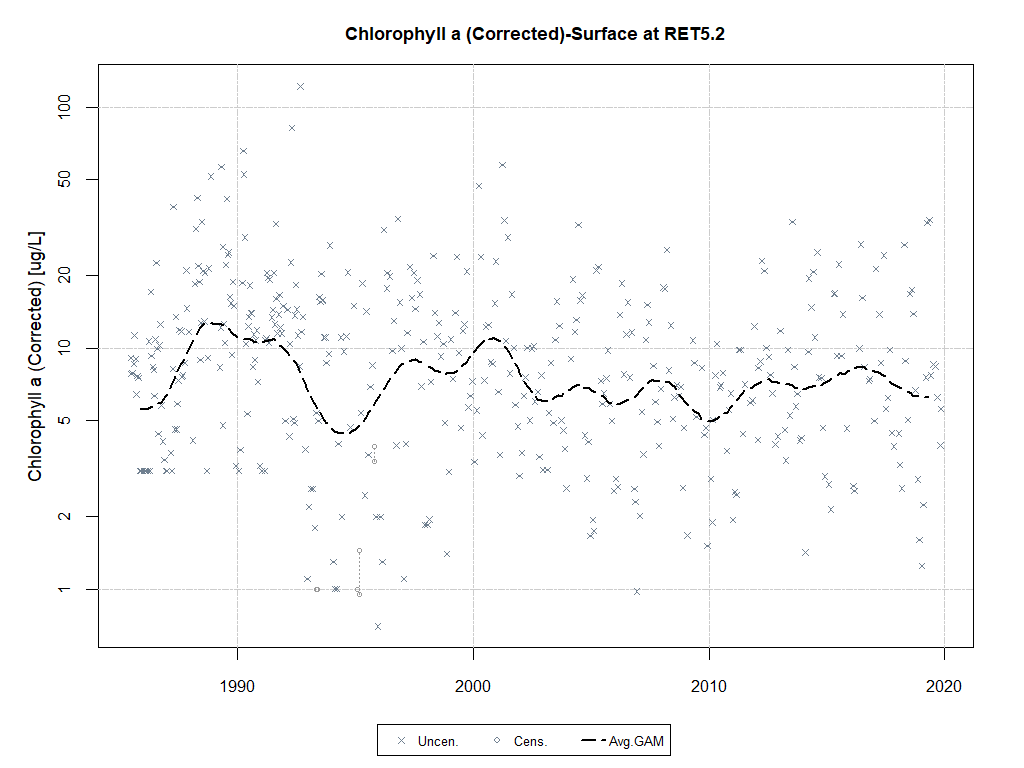 Chlorophyll a (Corrected)-Surface at RET5.2
Chlorophyll a (Corrected) [ug/L]
100
50
20
10
5
2
1
1990 2000 2010 2020
Uncen. Cens. Avg.GAM